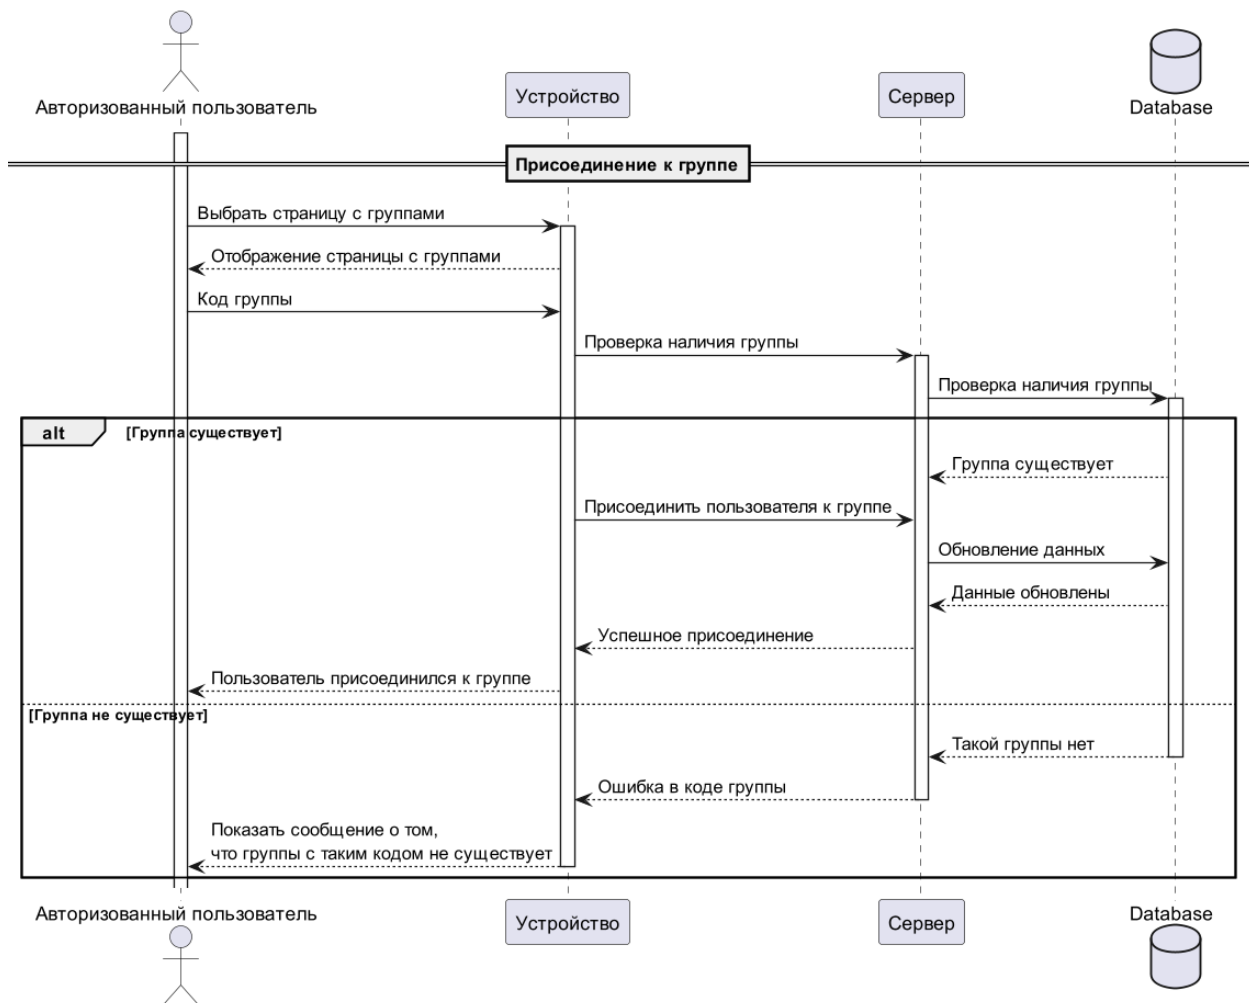 Авторизованный пользователь
Устройство
Сервер
Database
Присоединение к группе
Выбрать страницу с группами
Отображение страницы с группами
Код группы
Проверка наличия группы
Проверка наличия группы
alt [Группа существует]
Группа существует
Присоединить пользователя к группе
Обновление данных
Данные обновлены
Успешное присоединение
Пользователь присоединился к группе
[Группа не существует]
Такой группы нет
Ошибка в коде группы
Показать сообщение о том,
что группы с таким кодом не существует
Авторизованный пользователь
Устройство
Сервер
Database